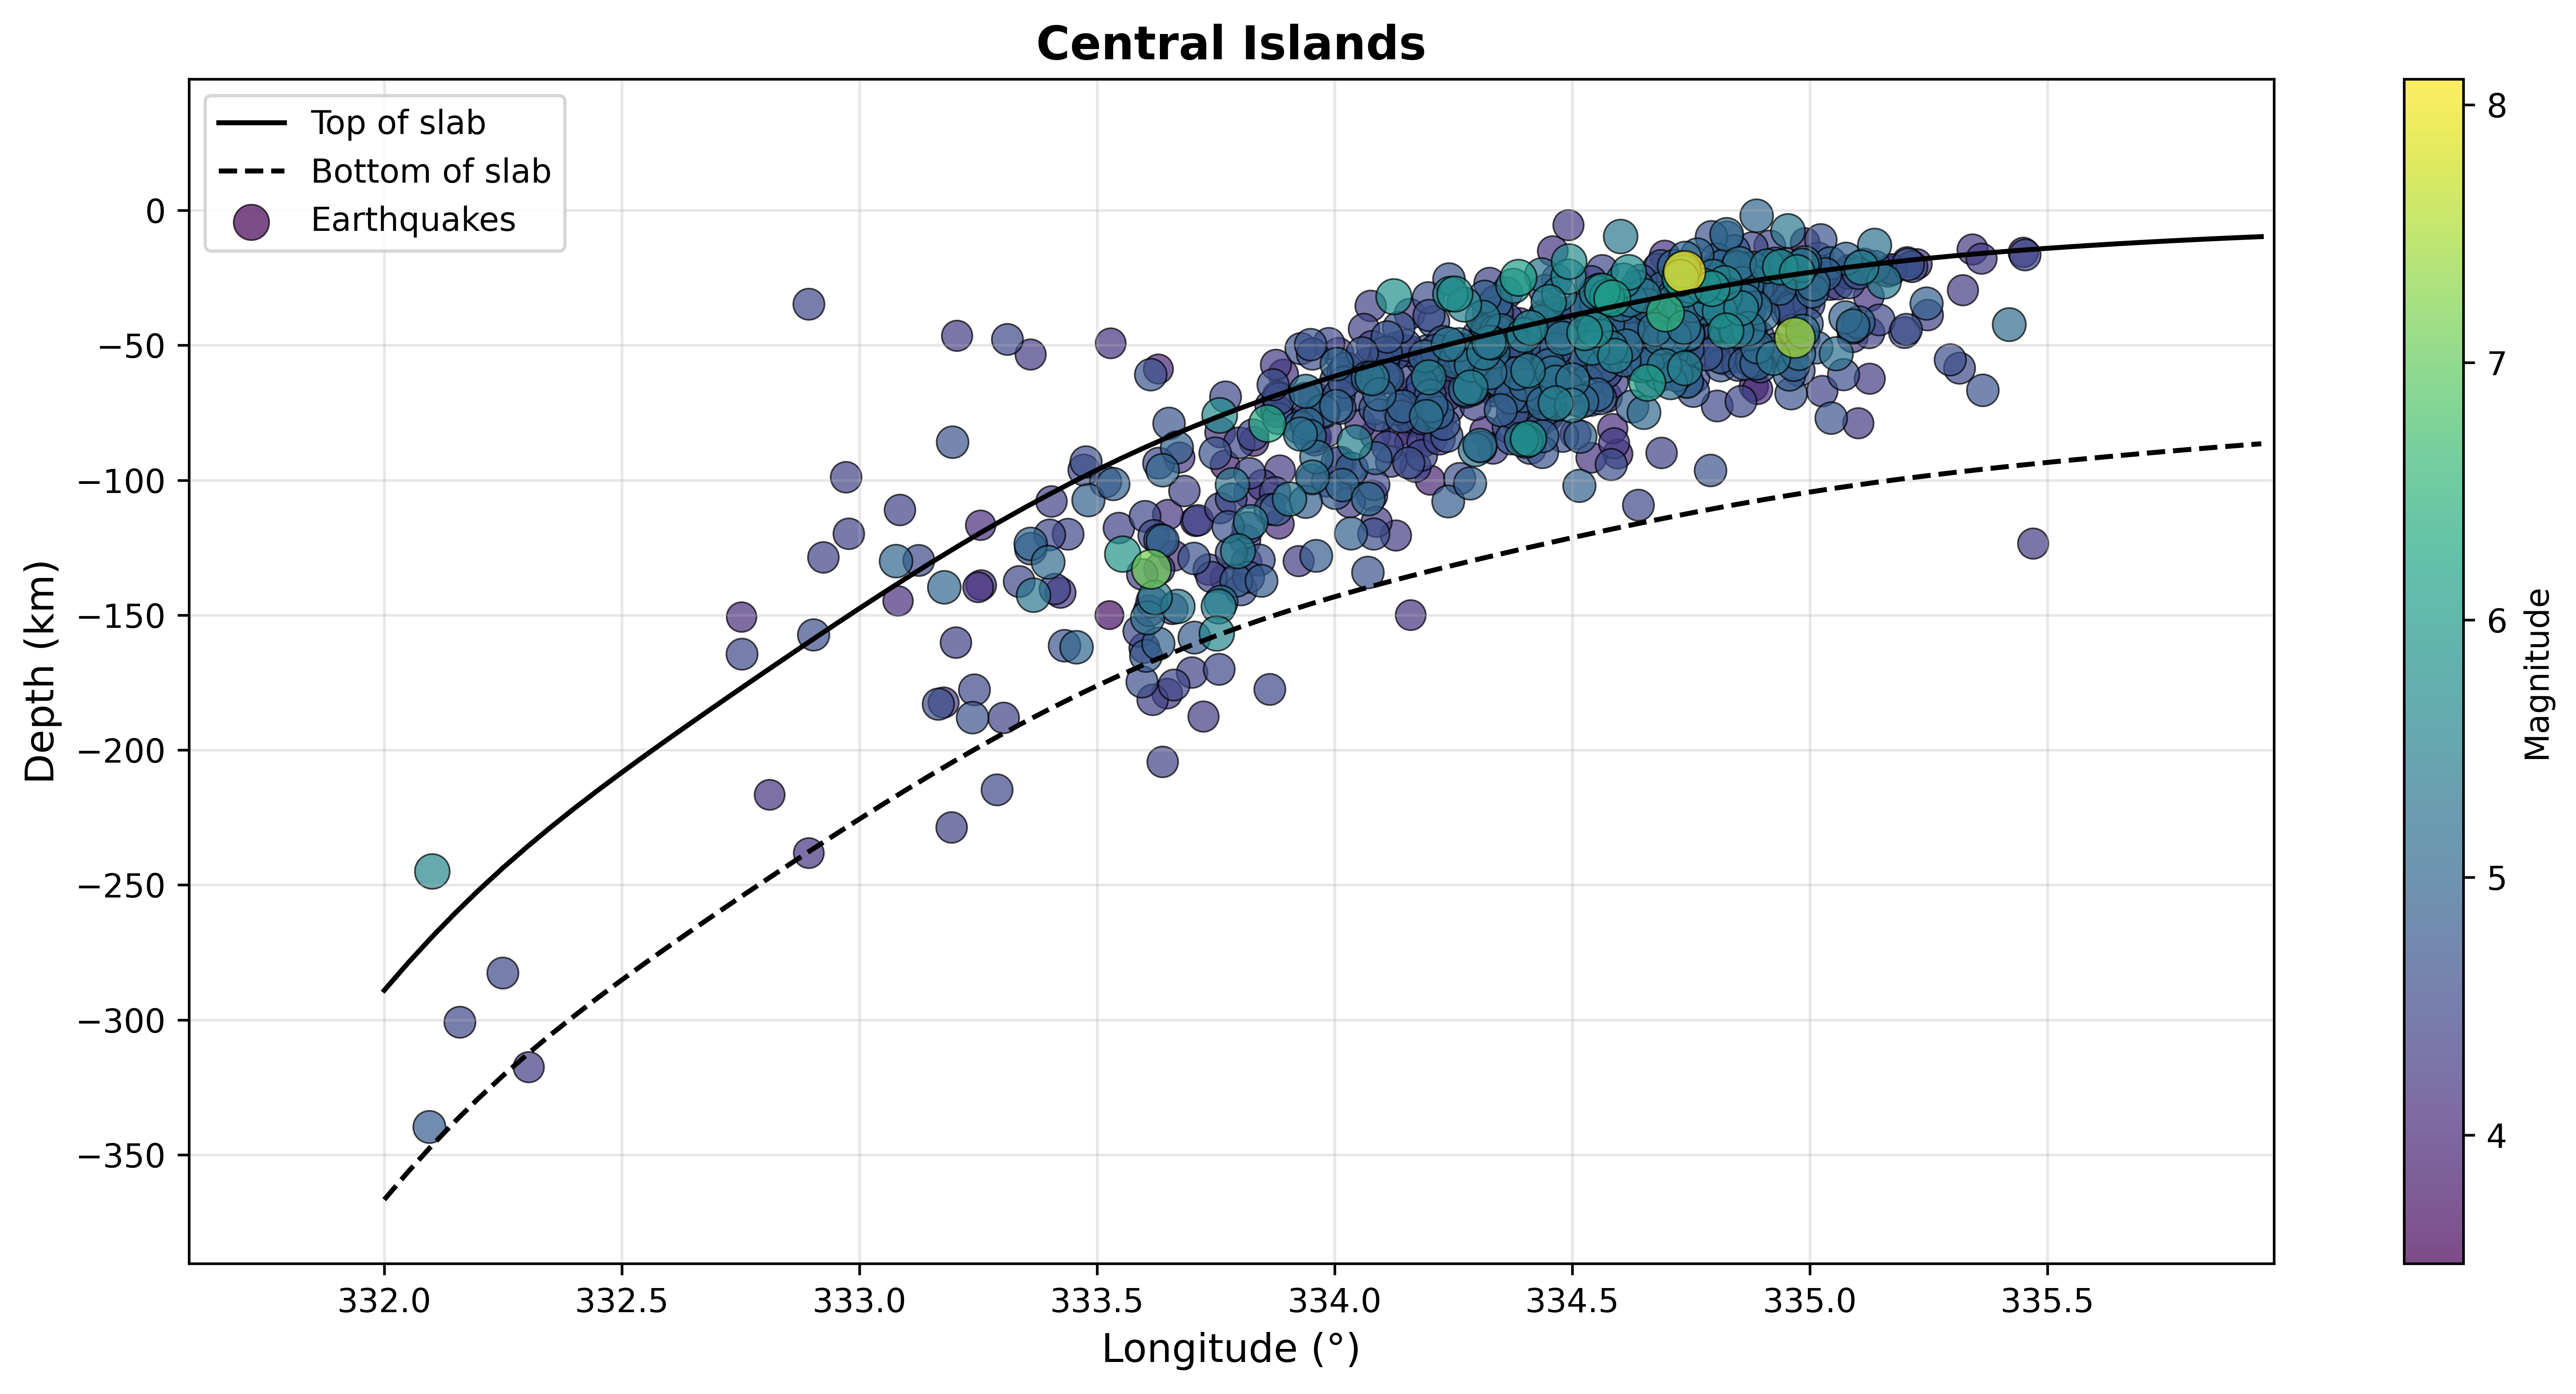 Central Islands
Top of slab
Bottom of slab
Earthquakes
0
−50
−100
−150
−200
−250
−300
−350
Depth (km)
332.0 332.5 333.0 333.5 334.0 334.5 335.0 335.5
Longitude (°)
8
7
6
5
4
Magnitude